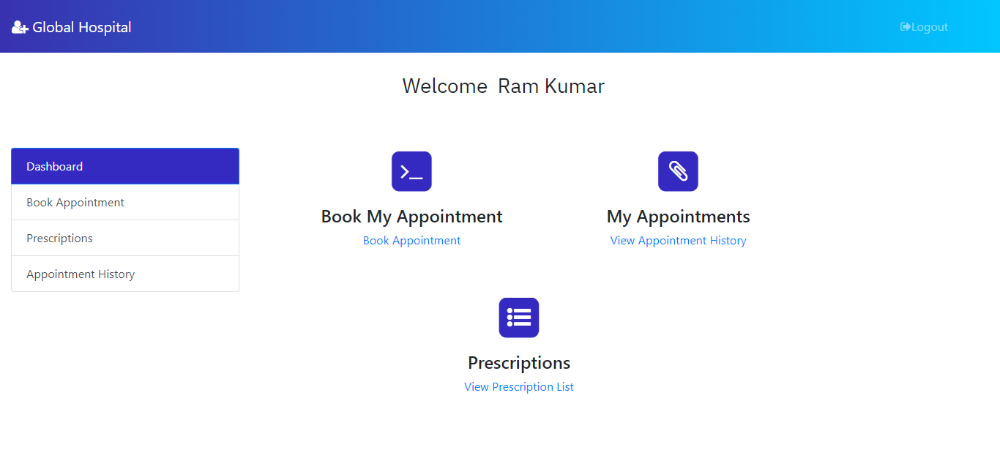 Global Hospital
Logout
Welcome Ram Kumar
Dashboard
Book Appointment
Prescriptions
Appointment History
Book My Appointment
Book Appointment
My Appointments
View Appointment History
Prescriptions
View Prescription List